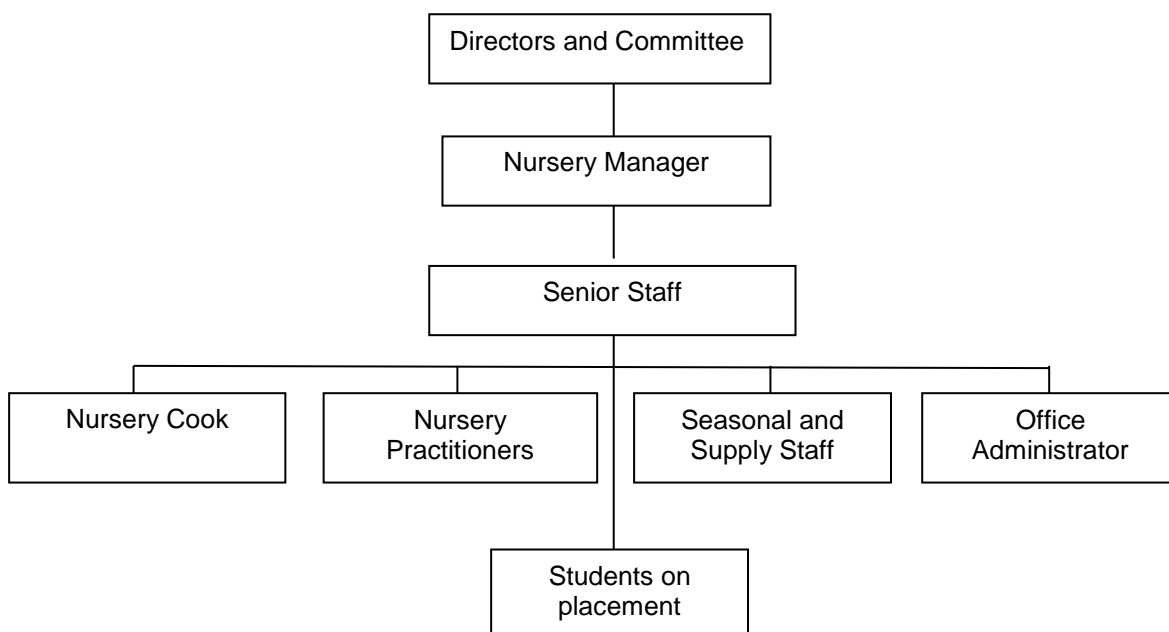 Directors and Committee
Nursery Manager
Senior Staff
Nursery Cook
Nursery
Practitioners
Seasonal and
Supply Staff
Office
Administrator
Students on
placement